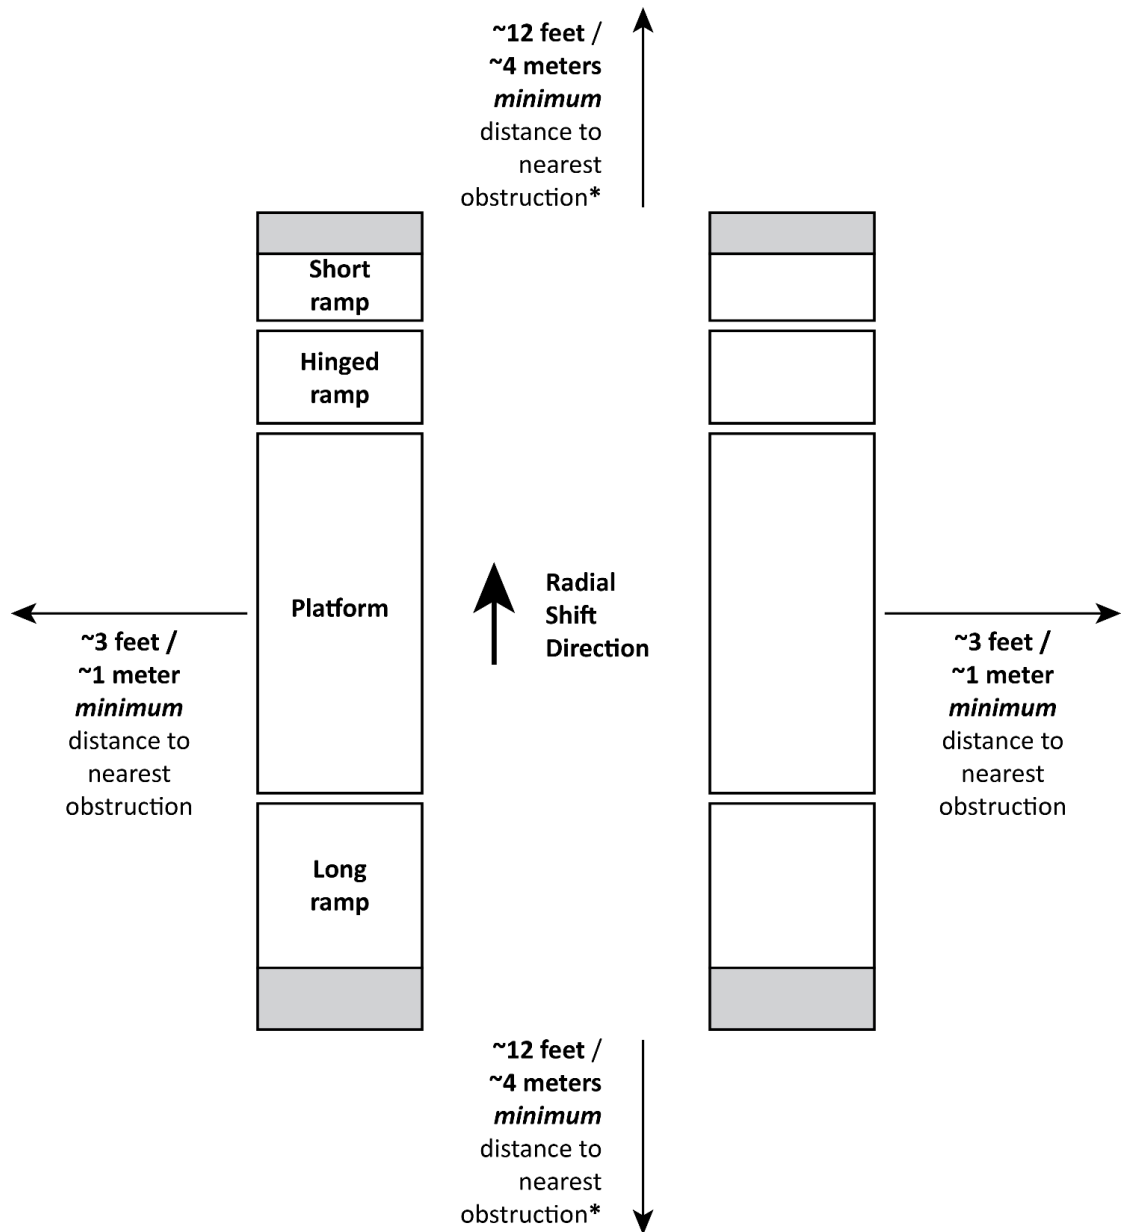 ~12 feet /
~4 meters
minimum
distance to
nearest
obstruction*
Short
ramp
Hinged
ramp
Platform
Radial
Shift
Direction
~3 feet /
~1 meter
minimum
distance to
nearest
obstruction
~3 feet /
~1 meter
minimum
distance to
nearest
obstruction
Long
ramp
~12 feet /
~4 meters
minimum
distance to
nearest
obstruction*